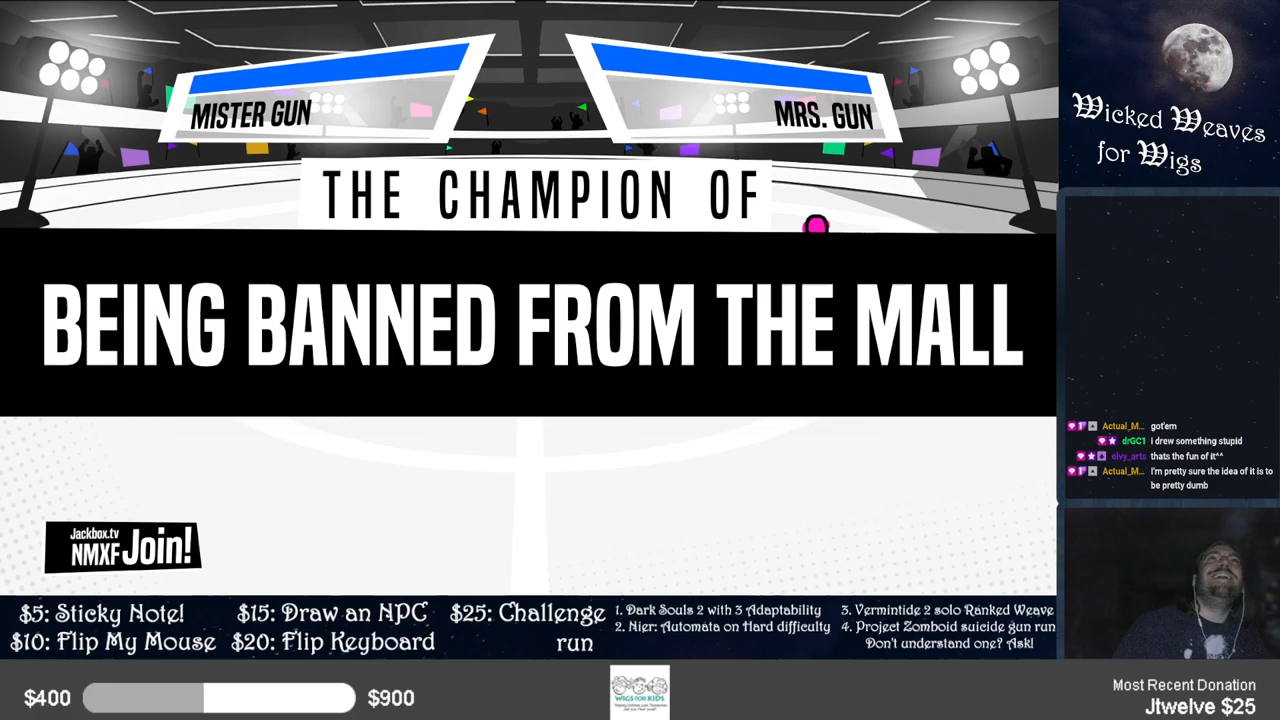 MISTER GUN
MRS. GUN
THE CHAMPION OF
BEING BANNED FROM THE MALL
Jackbox.tv
NMXF Join!
Wicked Weaves
for Wigs
Actual_M... got'em
drGC1 i drew something stupid
elvy_arts thats the fun of it^^
Actual_M... I'm pretty sure the idea of it is to
be pretty dumb
$5: Sticky Note!
$10: Flip My Mouse
$15: Draw an NPC
$20: Flip Keyboard
$25: Challenge
run
1. Dark Souls 2 with 3 Adaptability
2. Nier: Automata on Hard difficulty
3. Vermintide 2 solo Ranked Weave
4. Project Zomboid suicide gun run
Don't understand one? Ask!
$400
$900
WIGS FOR KIDS
Most Recent Donation
Jtwelve $25